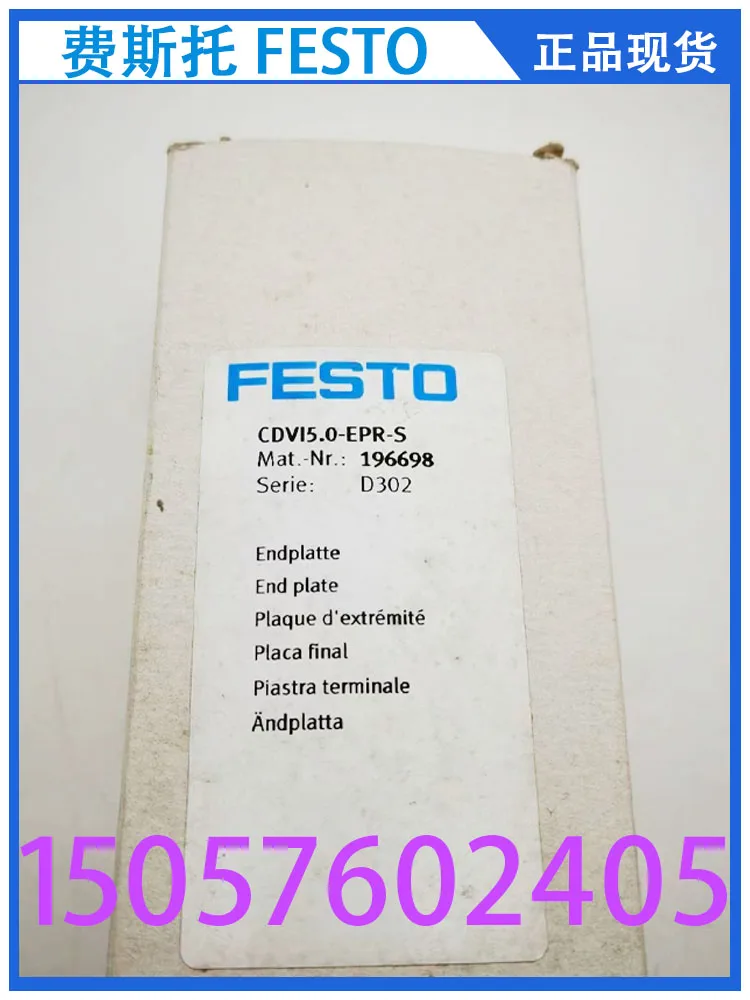 费斯托 FESTO
正品现货
FESTO
CDVI5.0-EPR-S
Mat.-Nr.: 196698
Serie: D302
Endplatte
End plate
Plaque d'extrémité
Placa final
Piastra terminale
Ändplatta
15057602405